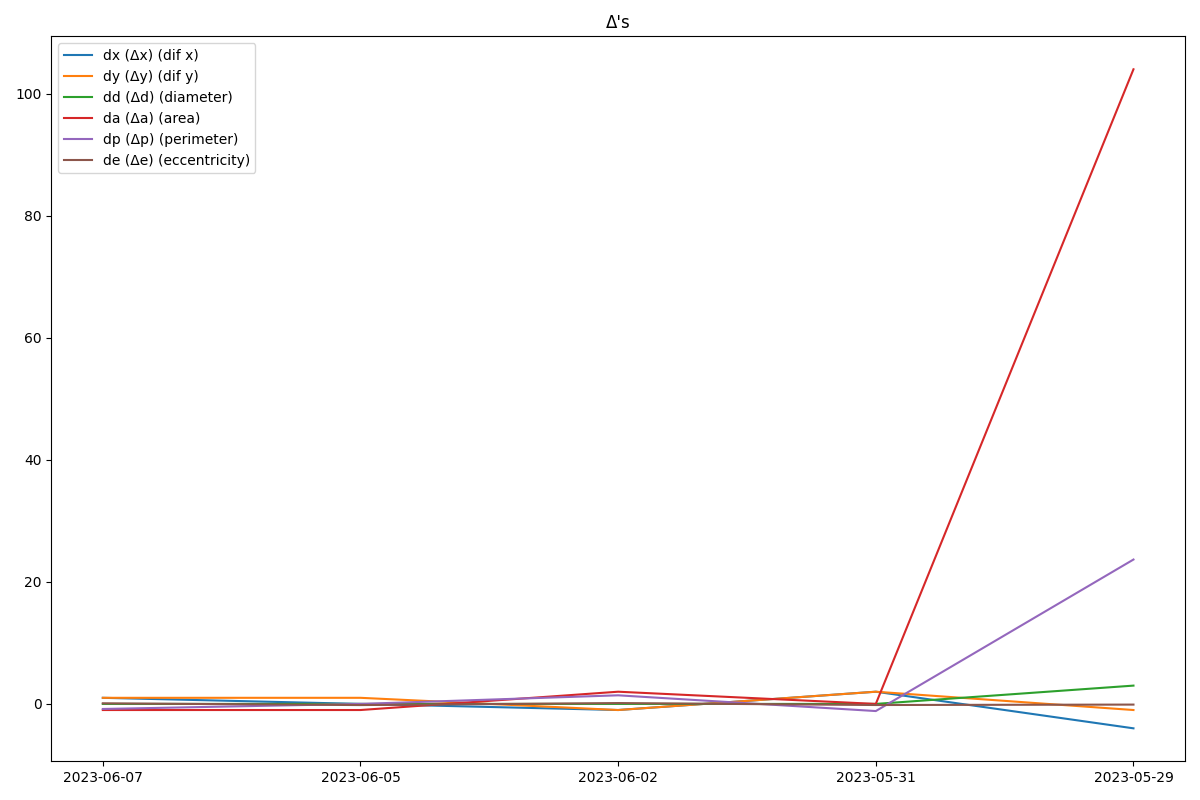 Δ's
dx (Δx) (dif x)
dy (Δy) (dif y)
dd (Δd) (diameter)
da (Δa) (area)
dp (Δp) (perimeter)
de (Δe) (eccentricity)
100
80
60
40
20
0
2023-06-07 2023-06-05 2023-06-02 2023-05-31 2023-05-29